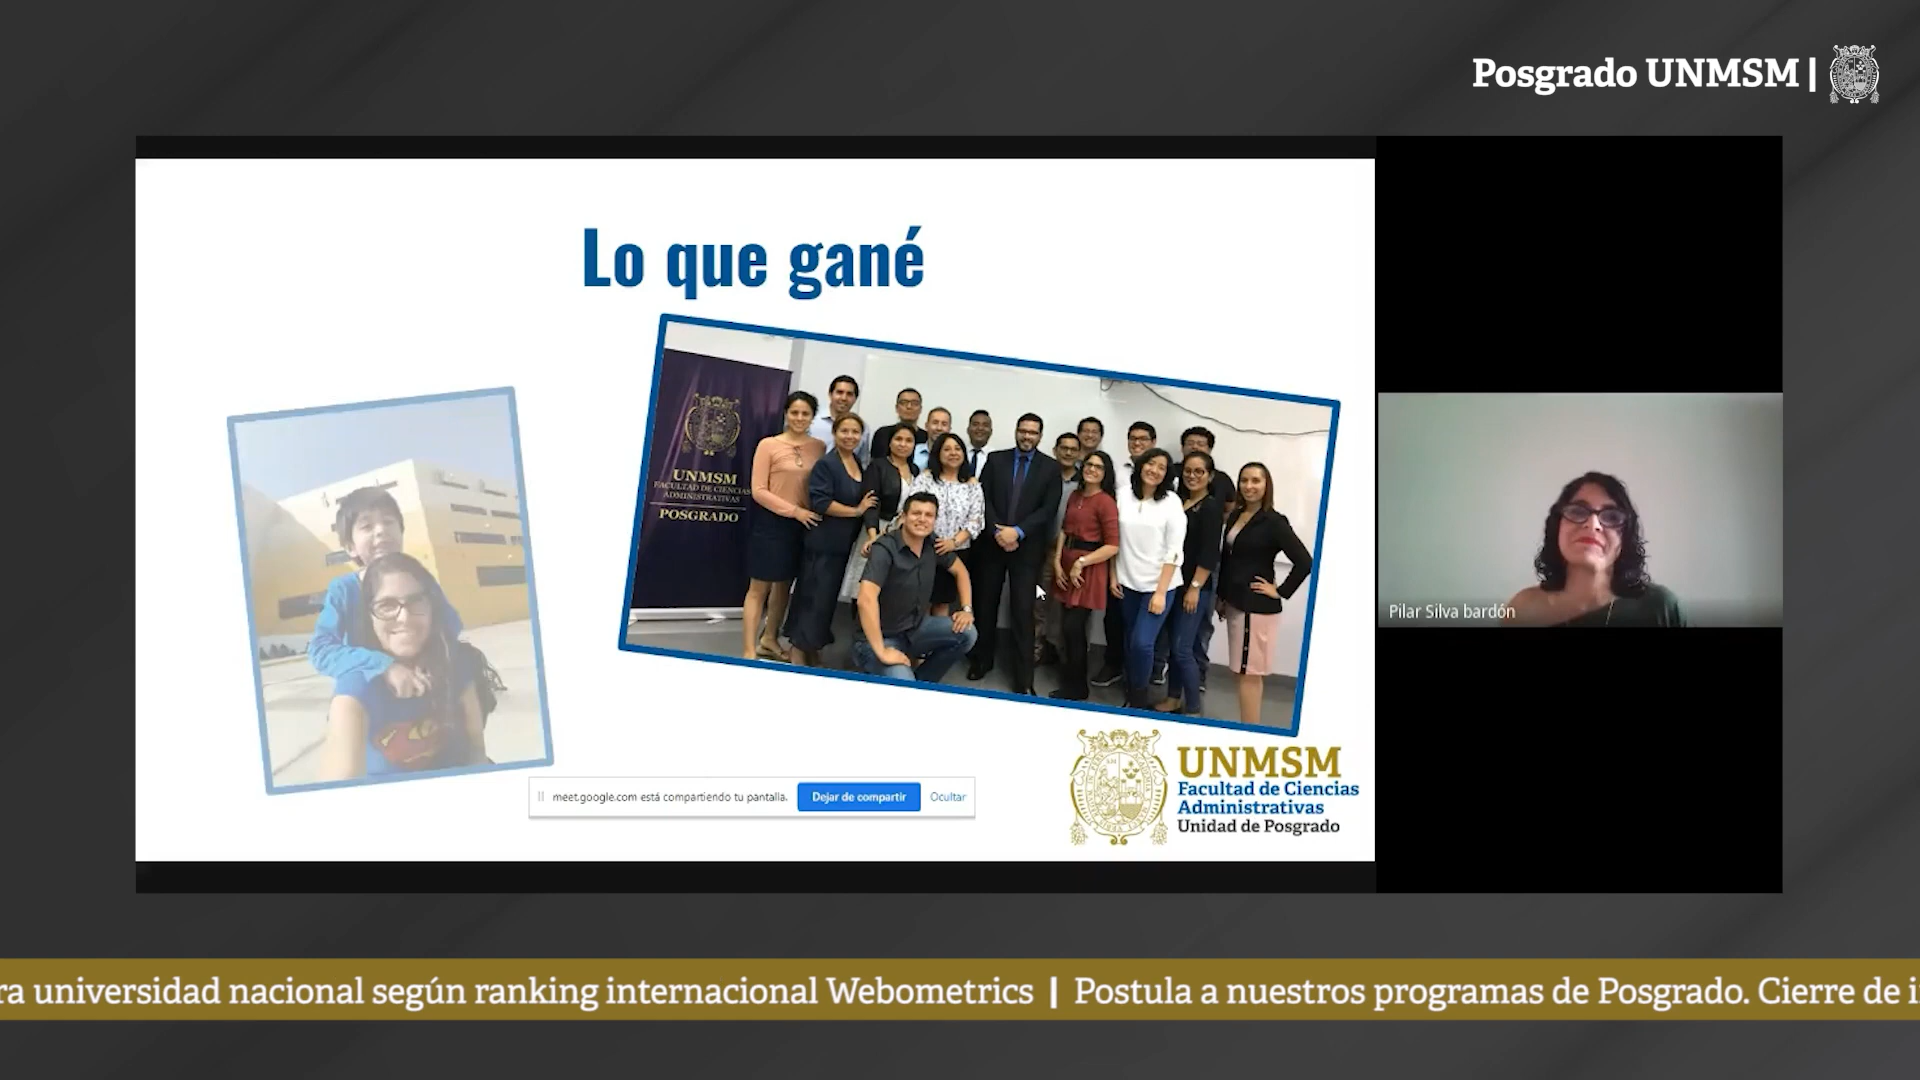 Posgrado UNMSM |
Lo que gané
UNMSM
FACULTAD DE CIENCIAS
ADMINISTRATIVAS
POSGRADO
Pilar Silva bardón
meet.google.com está compartiendo tu pantalla.
Dejar de compartir
Ocultar
UNMSM
Facultad de Ciencias
Administrativas
Unidad de Posgrado
ra universidad nacional según ranking internacional Webometrics | Postula a nuestros programas de Posgrado. Cierre de i